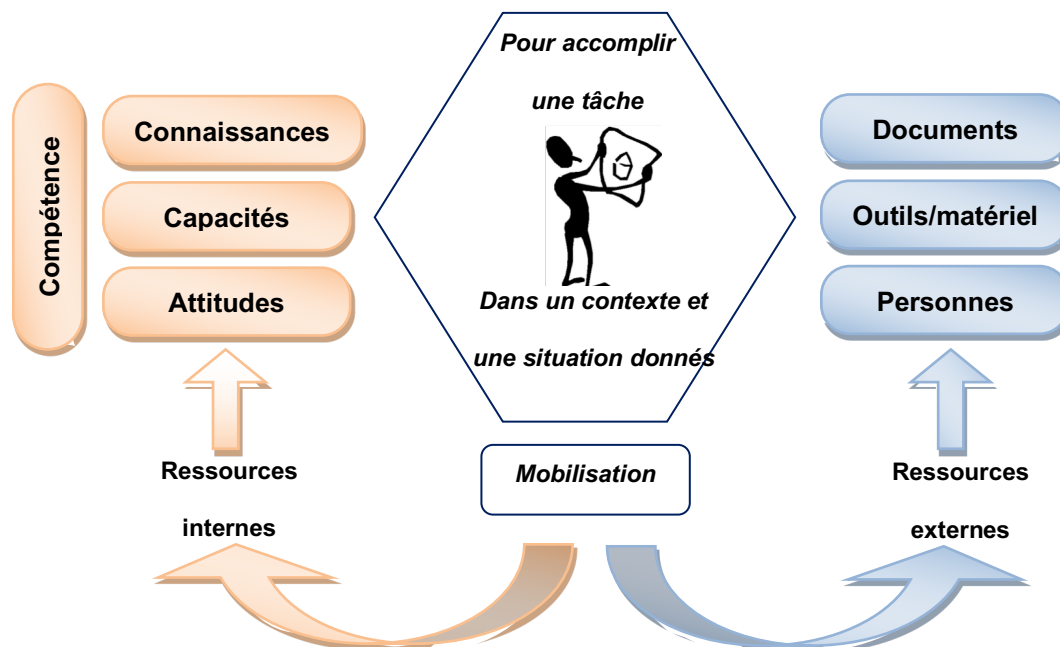 Compétence
Connaissances
Capacités
Attitudes
Ressources
internes
Pour accomplir
une tâche
Dans un contexte et
une situation donnés
Mobilisation
Documents
Outils/matériel
Personnes
Ressources
externes